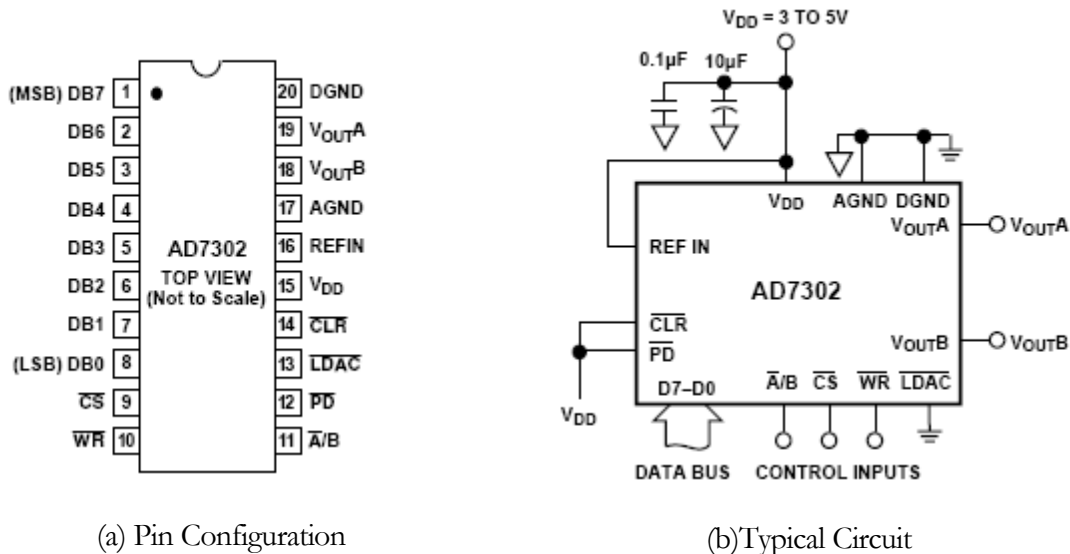 (MSB) DB7 1
DB6 2
DB5 3
DB4 4
DB3 5
DB2 6
DB1 7
(LSB) DB0 8
CS 9
WR 10
AD7302
TOP VIEW
(Not to Scale)
20 DGND
19 VOUTA
18 VOUTB
17 AGND
16 REFIN
15 VDD
14 CLR
13 LDAC
12 PD
11 A/B
(a) Pin Configuration
VDD = 3 TO 5V
0.1µF 10µF
VDD AGND DGND
VOUTA VOUTA
REF IN
AD7302
CLR
PD
VOUTB VOUTB
D7–D0 A/B CS WR LDAC
VDD
DATA BUS CONTROL INPUTS
(b)Typical Circuit